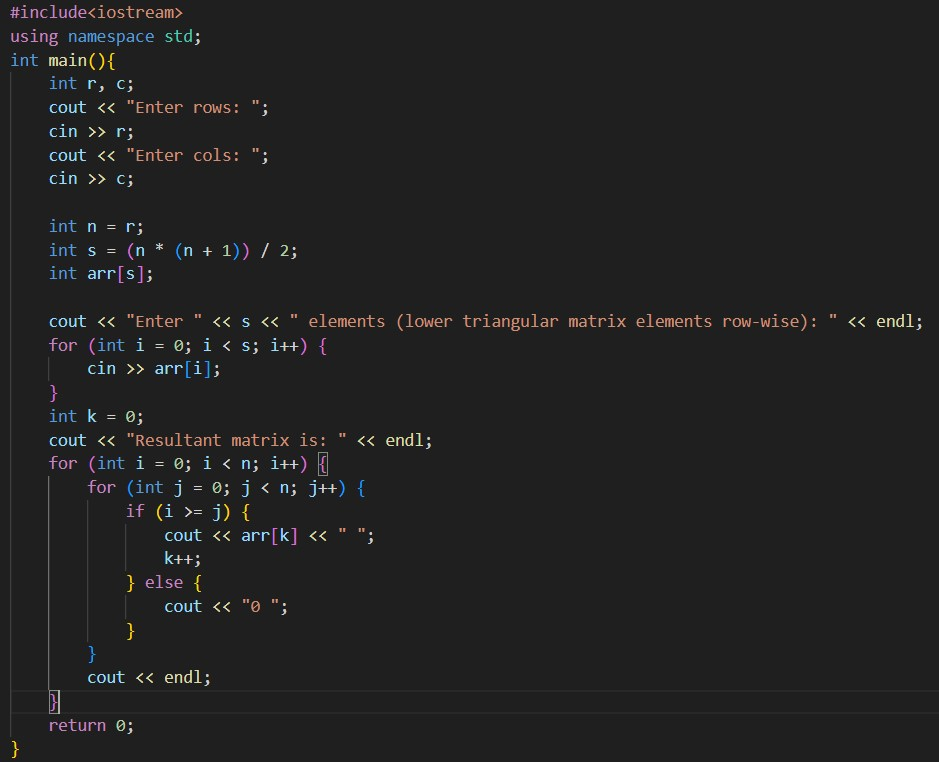 #include<iostream>
using namespace std;
int main(){
    int r, c;
    cout << "Enter rows: ";
    cin >> r;
    cout << "Enter cols: ";
    cin >> c;

    int n = r;
    int s = (n * (n + 1)) / 2;
    int arr[s];

    cout << "Enter " << s << " elements (lower triangular matrix elements row-wise): " << endl;
    for (int i = 0; i < s; i++) {
        cin >> arr[i];
    }
    int k = 0;
    cout << "Resultant matrix is: " << endl;
    for (int i = 0; i < n; i++) {
        for (int j = 0; j < n; j++) {
            if (i >= j) {
                cout << arr[k] << " ";
                k++;
            } else {
                cout << "0 ";
            }
        }
        cout << endl;
    }
    return 0;
}